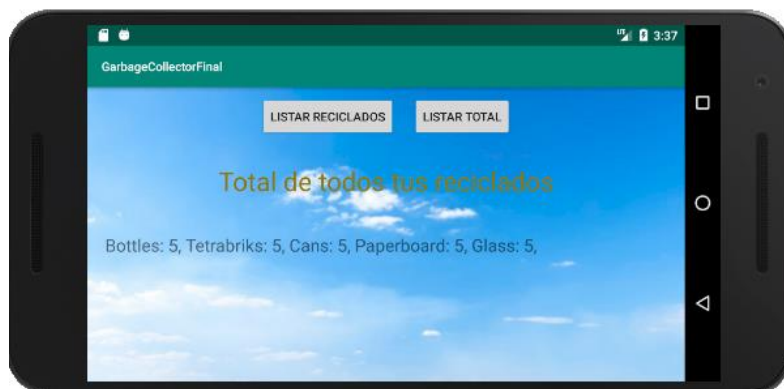 3:37
GarbageCollectorFinal
LISTAR RECICLADOS LISTAR TOTAL
Total de todos tus reciclados
Bottles: 5, Tetrabriks: 5, Cans: 5, Paperboard: 5, Glass: 5,